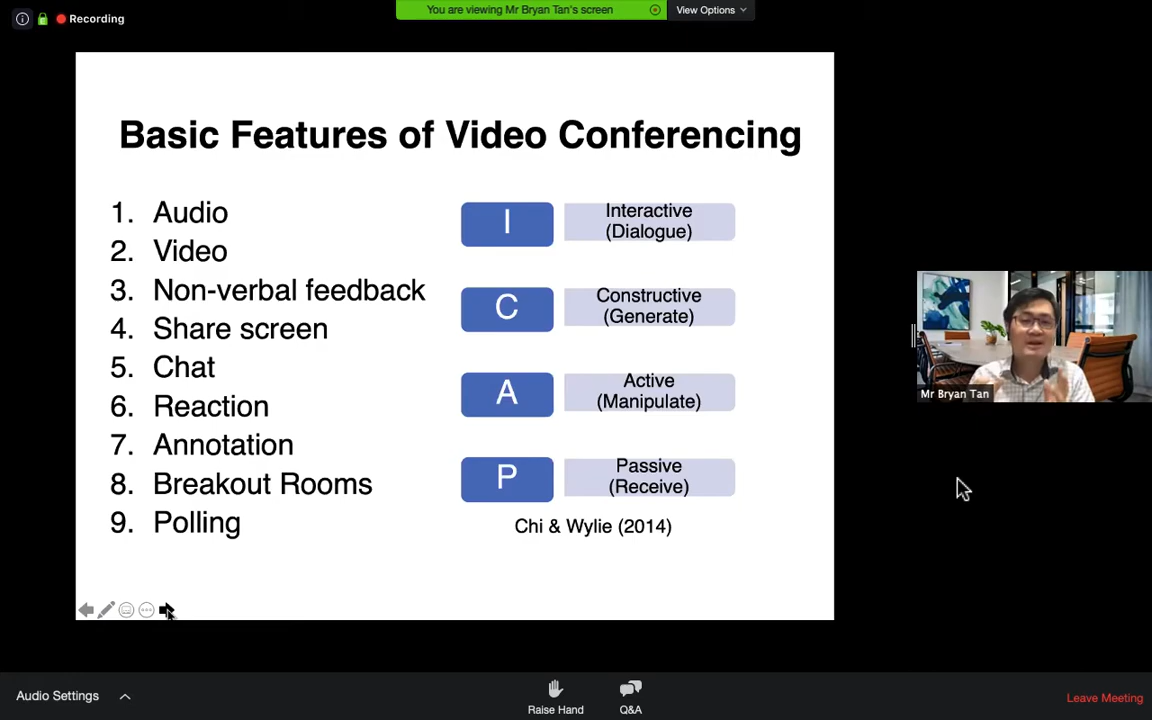 Recording
You are viewing Mr Bryan Tan's screen
View Options
Basic Features of Video Conferencing
1. Audio
2. Video
3. Non-verbal feedback
4. Share screen
5. Chat
6. Reaction
7. Annotation
8. Breakout Rooms
9. Polling
I
Interactive
(Dialogue)
C
Constructive
(Generate)
A
Active
(Manipulate)
P
Passive
(Receive)
Chi & Wylie (2014)
Mr Bryan Tan
Audio Settings
Raise Hand
Q&A
Leave Meeting